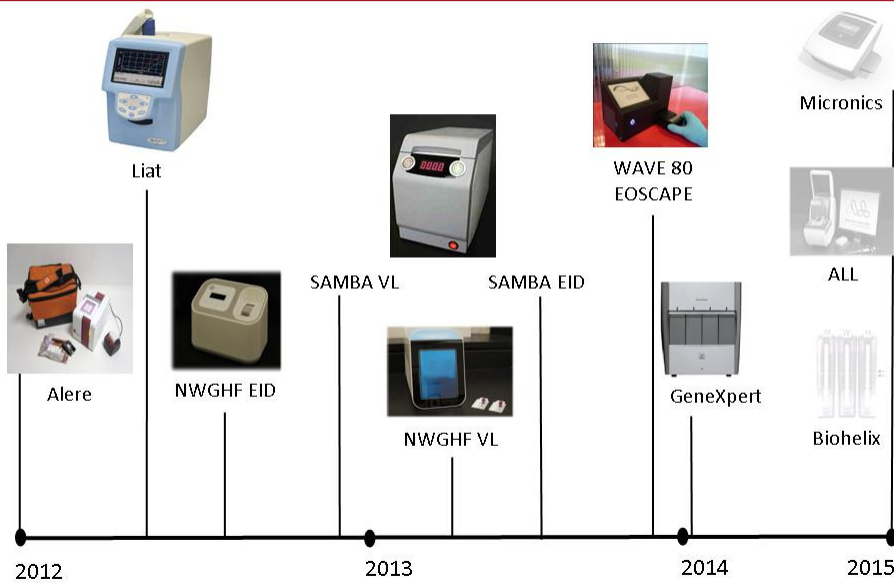 Micronics
Liat
WAVE 80
EOSCAPE
ALL
SAMBA VL
SAMBA EID
Alere
NWGHF EID
GeneXpert
NWGHF VL
Biohelix
2012
2013
2014
2015